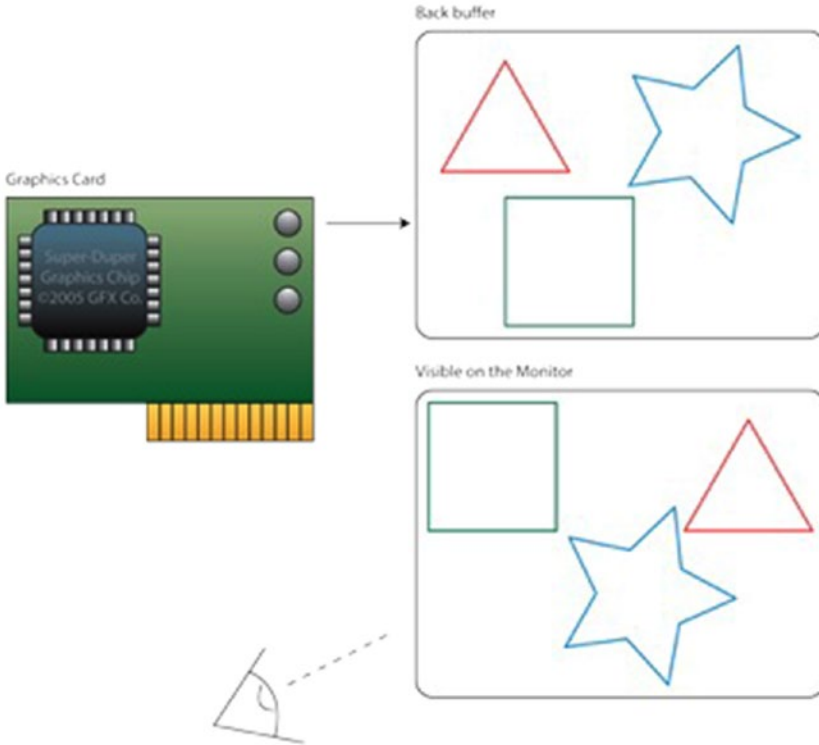 Back buffer
Graphics Card
Super-Duper
Graphics Chip
©2005 GFX Co.
Visible on the Monitor